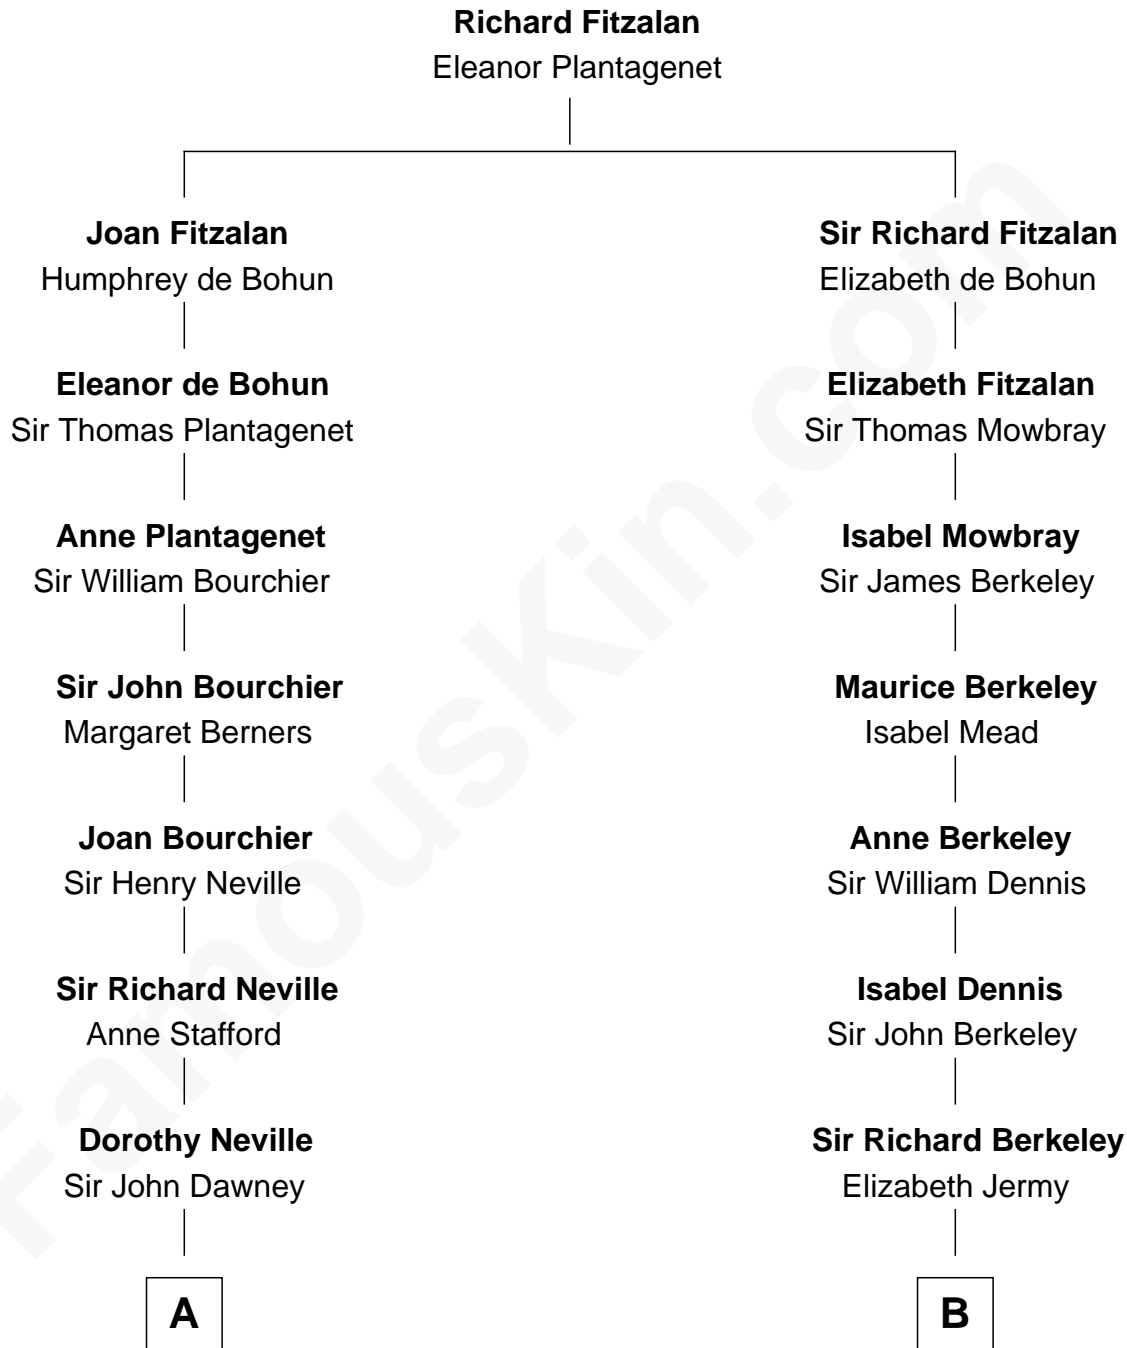 Richard Fitzalan
Eleanor Plantagenet
Joan Fitzalan
Humphrey de Bohun
Sir Richard Fitzalan
Elizabeth de Bohun
Eleanor de Bohun
Sir Thomas Plantagenet
Elizabeth Fitzalan
Sir Thomas Mowbray
Anne Plantagenet
Sir William Bourchier
Isabel Mowbray
Sir James Berkeley
Sir John Bourchier
Margaret Berners
Maurice Berkeley
Isabel Mead
Joan Bourchier
Sir Henry Neville
Anne Berkeley
Sir William Dennis
Sir Richard Neville
Anne Stafford
Isabel Dennis
Sir John Berkeley
Dorothy Neville
Sir John Dawney
Sir Richard Berkeley
Elizabeth Jermy
A
B
FamousKin.com